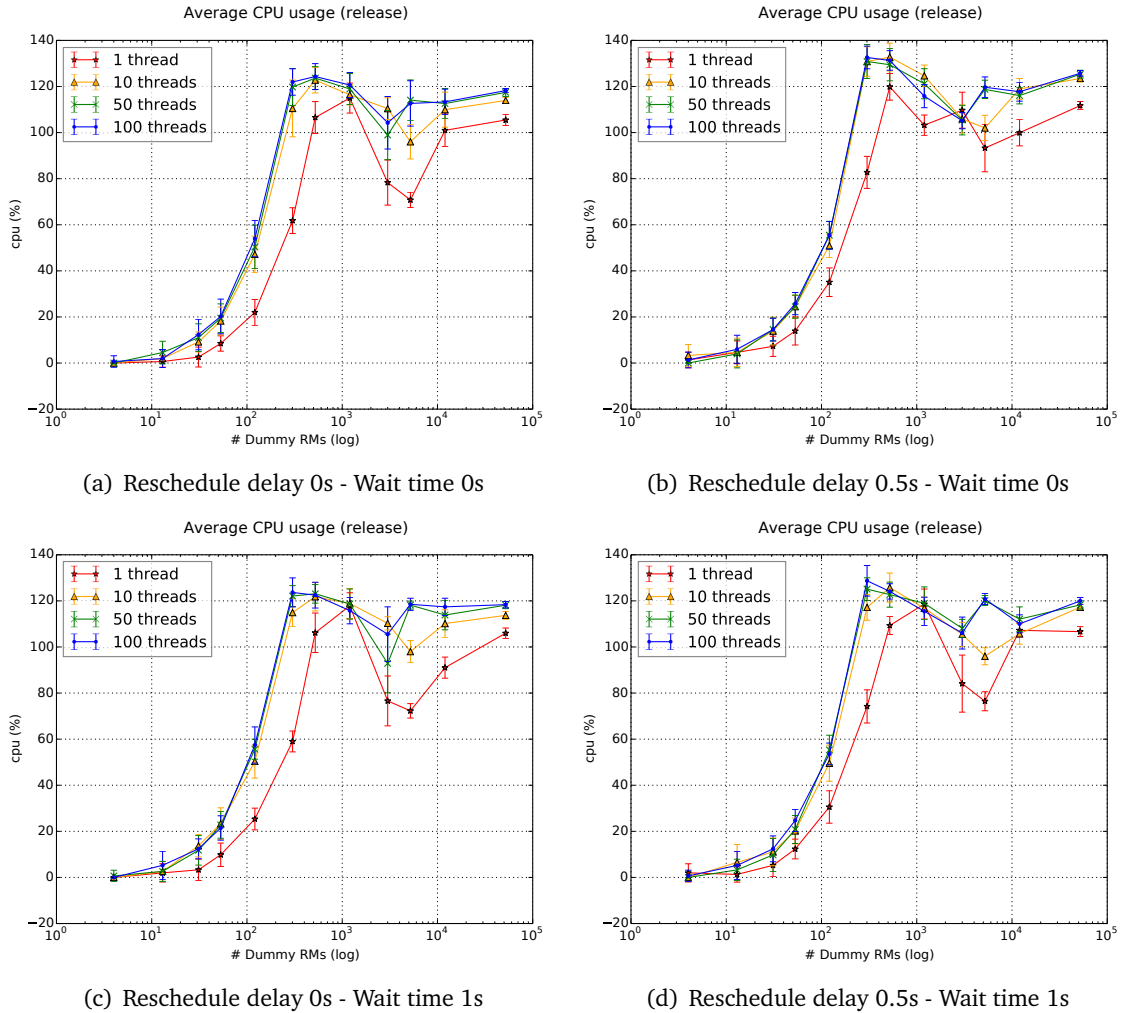 Average CPU usage (release)
140
120
100
80
60
40
20
0
−20
cpu (%)
1 thread
10 threads
50 threads
100 threads
10^0
10^1
10^2
10^3
10^4
10^5
# Dummy RMs (log)
(a) Reschedule delay 0s - Wait time 0s
Average CPU usage (release)
140
120
100
80
60
40
20
0
−20
cpu (%)
1 thread
10 threads
50 threads
100 threads
10^0
10^1
10^2
10^3
10^4
10^5
# Dummy RMs (log)
(b) Reschedule delay 0.5s - Wait time 0s
Average CPU usage (release)
140
120
100
80
60
40
20
0
−20
cpu (%)
1 thread
10 threads
50 threads
100 threads
10^0
10^1
10^2
10^3
10^4
10^5
# Dummy RMs (log)
(c) Reschedule delay 0s - Wait time 1s
Average CPU usage (release)
140
120
100
80
60
40
20
0
−20
cpu (%)
1 thread
10 threads
50 threads
100 threads
10^0
10^1
10^2
10^3
10^4
10^5
# Dummy RMs (log)
(d) Reschedule delay 0.5s - Wait time 1s